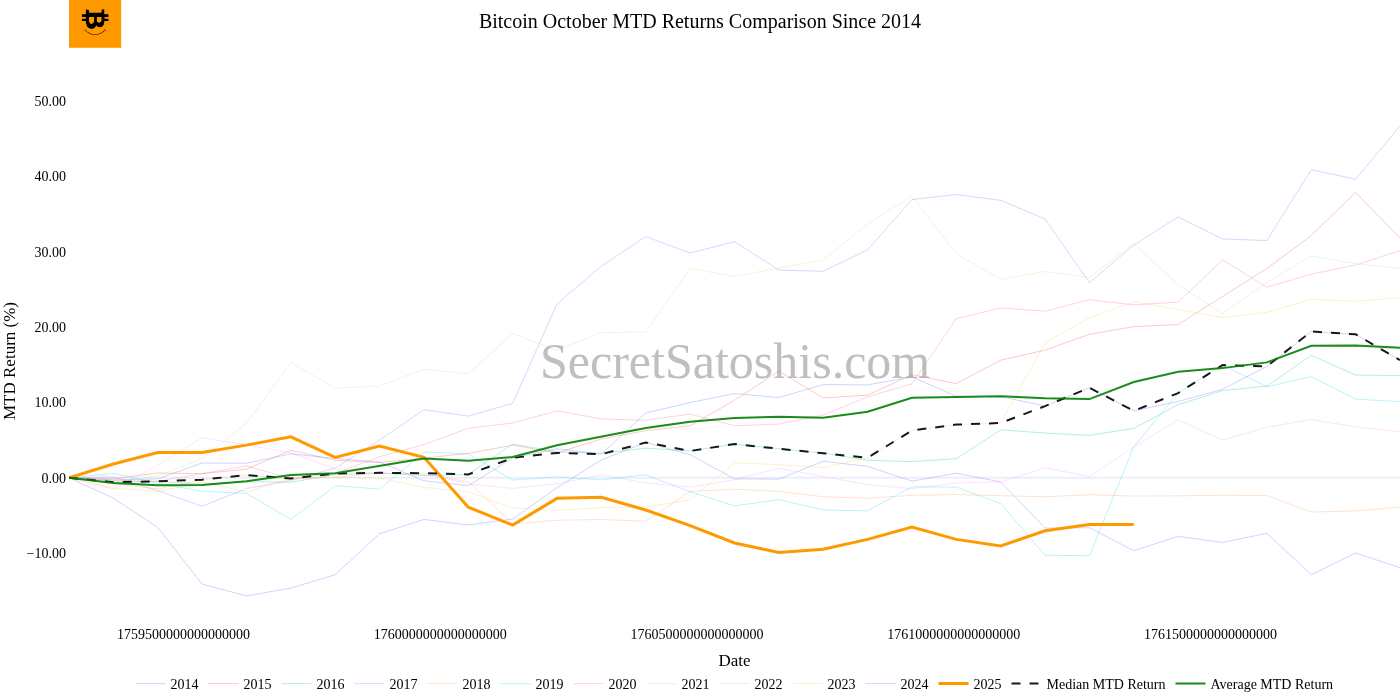 Bitcoin October MTD Returns Comparison Since 2014
50.00
40.00
30.00
20.00
10.00
0.00
−10.00
MTD Return (%)
SecretSatoshis.com
1759500000000000000 1760000000000000000 1760500000000000000 1761000000000000000 1761500000000000000
Date
2014 2015 2016 2017 2018 2019 2020 2021 2022 2023 2024 2025 Median MTD Return Average MTD Return